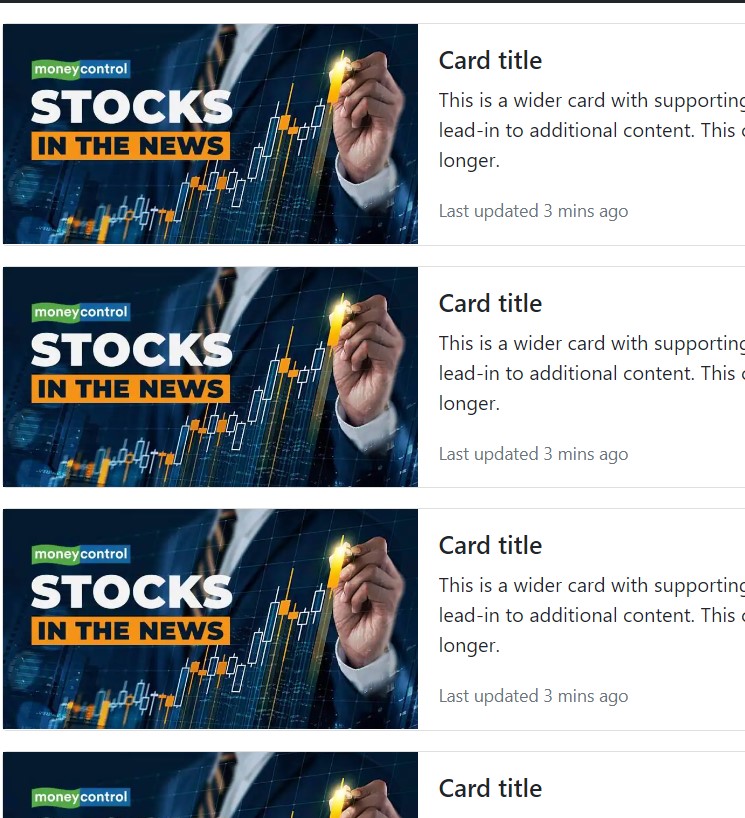 moneycontrol
STOCKS
IN THE NEWS
Card title
This is a wider card with supporting
lead-in to additional content. This
longer.
Last updated 3 mins ago
moneycontrol
STOCKS
IN THE NEWS
Card title
This is a wider card with supporting
lead-in to additional content. This
longer.
Last updated 3 mins ago
moneycontrol
STOCKS
IN THE NEWS
Card title
This is a wider card with supporting
lead-in to additional content. This
longer.
Last updated 3 mins ago
moneycontrol
Card title